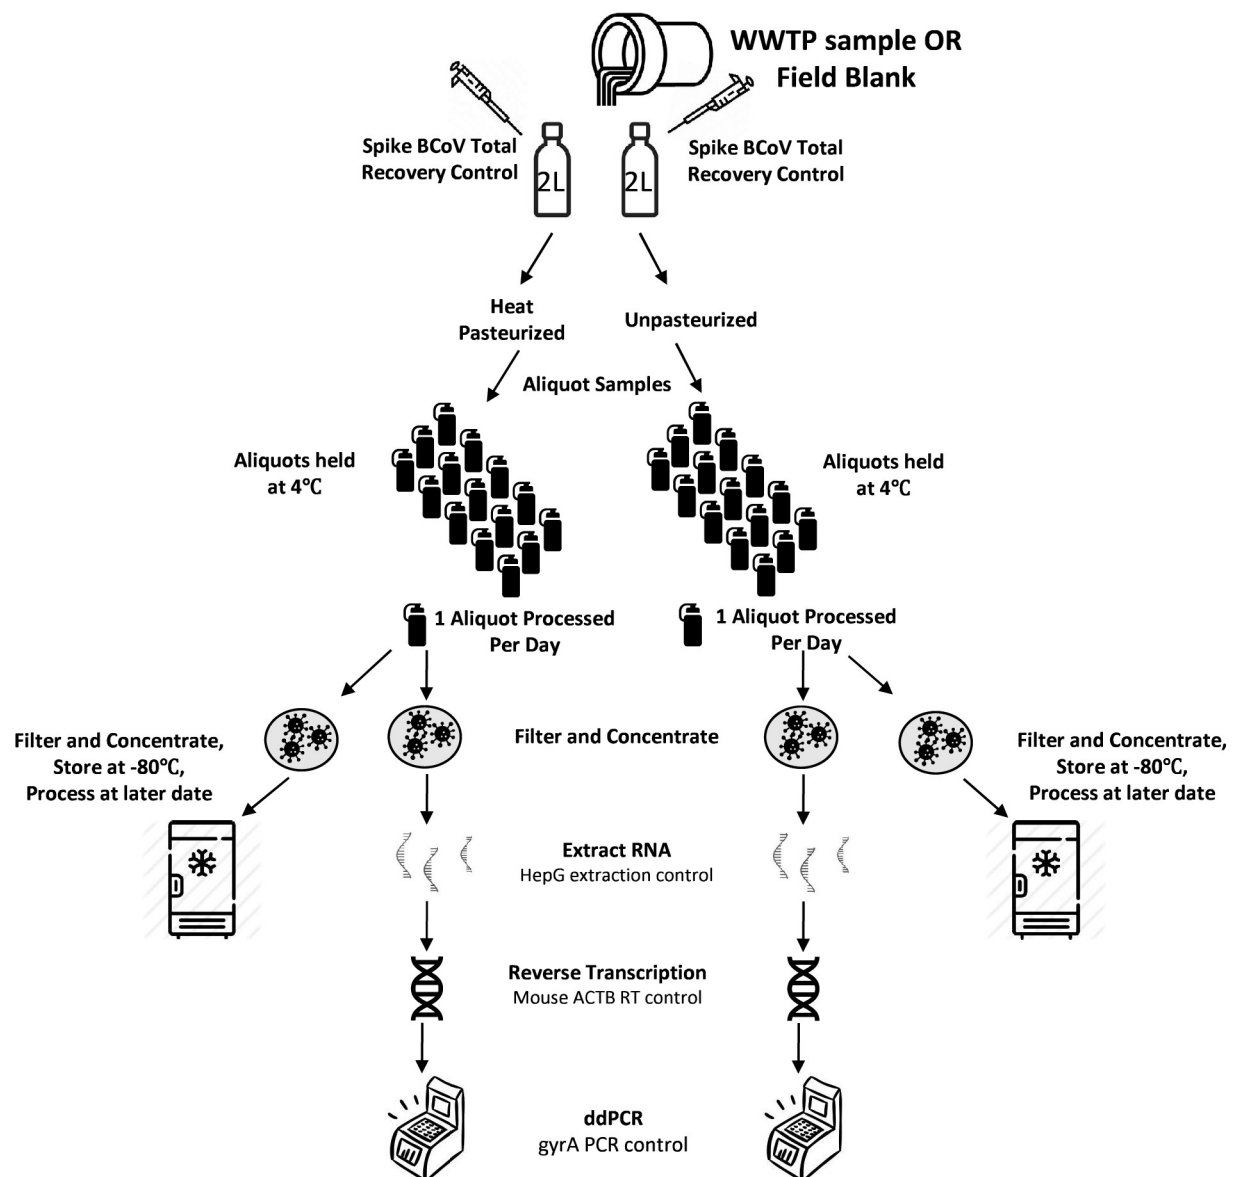 WWTP sample OR
Field Blank
Spike BCoV Total
Recovery Control
2L
2L
Spike BCoV Total
Recovery Control
Heat
Pasteurized
Unpasteurized
Aliquot Samples
Aliquots held
at 4℃
Aliquots held
at 4℃
1 Aliquot Processed
Per Day
1 Aliquot Processed
Per Day
Filter and Concentrate,
Store at -80℃,
Process at later date
Filter and Concentrate
Filter and Concentrate,
Store at -80℃,
Process at later date
Extract RNA
HepG extraction control
Reverse Transcription
Mouse ACTB RT control
ddPCR
gyrA PCR control